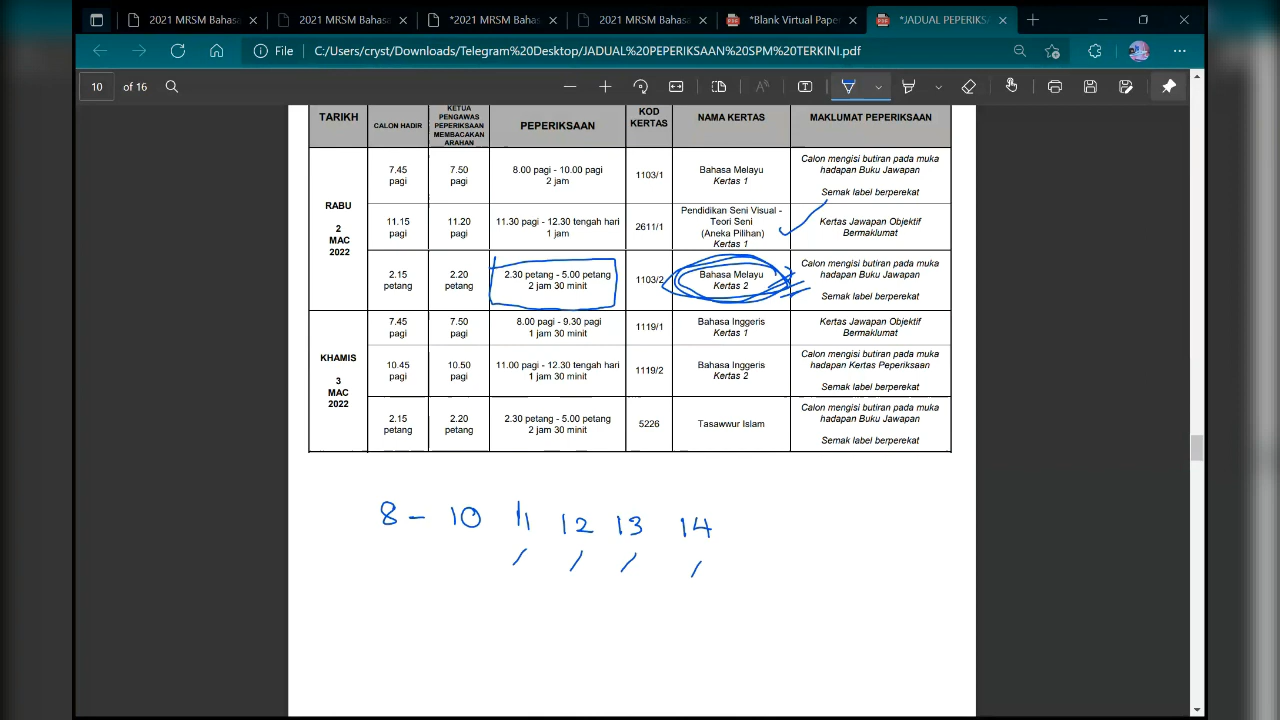 2021 MRSM Bahasa
2021 MRSM Bahasa
*2021 MRSM Bahas
2021 MRSM Bahasa
*Blank Virtual Pape
*JADUAL PEPERIKSA
File
C:/Users/cryst/Downloads/Telegram%20Desktop/JADUAL%20PEPERIKSAAN%20SPM%20TERKINI.pdf
10 of 16
TARIKH
CALON HADIR
KETUA
PENGAWAS
PEPERIKSAAN
MEMBACAKAN
ARAHAN
PEPERIKSAAN
KOD
KERTAS
NAMA KERTAS
MAKLUMAT PEPERIKSAAN
RABU
2
MAC
2022
7.45
pagi
7.50
pagi
8.00 pagi - 10.00 pagi
2 jam
1103/1
Bahasa Melayu
Kertas 1
Calon mengisi butiran pada muka
hadapan Buku Jawapan
Semak label berperekat
11.15
pagi
11.20
pagi
11.30 pagi - 12.30 tengah hari
1 jam
2611/1
Pendidikan Seni Visual -
Teori Seni
(Aneka Pilihan)
Kertas 1
Kertas Jawapan Objektif
Bermaklumat
2.15
petang
2.20
petang
2.30 petang - 5.00 petang
2 jam 30 minit
1103/2
Bahasa Melayu
Kertas 2
Calon mengisi butiran pada muka
hadapan Buku Jawapan
Semak label berperekat
KHAMIS
3
MAC
2022
7.45
pagi
7.50
pagi
8.00 pagi - 9.30 pagi
1 jam 30 minit
1119/1
Bahasa Inggeris
Kertas 1
Kertas Jawapan Objektif
Bermaklumat
10.45
pagi
10.50
pagi
11.00 pagi - 12.30 tengah hari
1 jam 30 minit
1119/2
Bahasa Inggeris
Kertas 2
Calon mengisi butiran pada muka
hadapan Kertas Peperiksaan
Semak label berperekat
2.15
petang
2.20
petang
2.30 petang - 5.00 petang
2 jam 30 minit
5226
Tasawwur Islam
Calon mengisi butiran pada muka
hadapan Buku Jawapan
Semak label berperekat
8 - 10 11 12 13 14